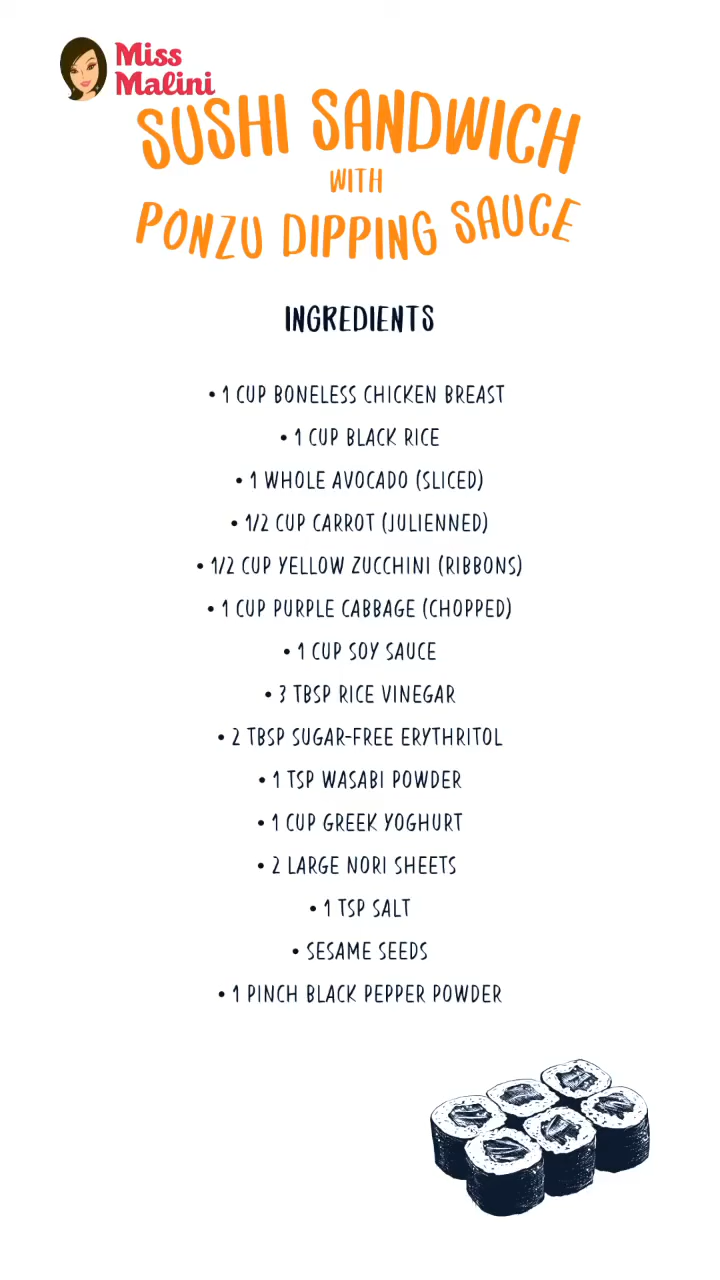 Miss
Malini
SUSHI SANDWICH
WITH
PONZU DIPPING SAUCE
INGREDIENTS
• 1 CUP BONELESS CHICKEN BREAST
• 1 CUP BLACK RICE
• 1 WHOLE AVOCADO (SLICED)
• 1/2 CUP CARROT (JULIENNED)
• 1/2 CUP YELLOW ZUCCHINI (RIBBONS)
• 1 CUP PURPLE CABBAGE (CHOPPED)
• 1 CUP SOY SAUCE
• 3 TBSP RICE VINEGAR
• 2 TBSP SUGAR-FREE ERYTHRITOL
• 1 TSP WASABI POWDER
• 1 CUP GREEK YOGHURT
• 2 LARGE NORI SHEETS
• 1 TSP SALT
• SESAME SEEDS
• 1 PINCH BLACK PEPPER POWDER